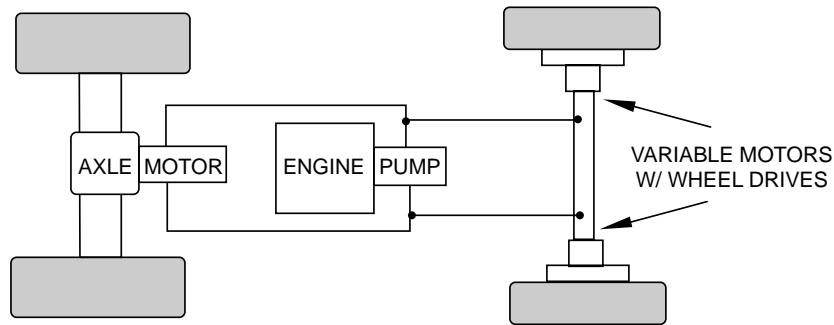 AXLE
MOTOR
ENGINE
PUMP
VARIABLE MOTORS
W/ WHEEL DRIVES